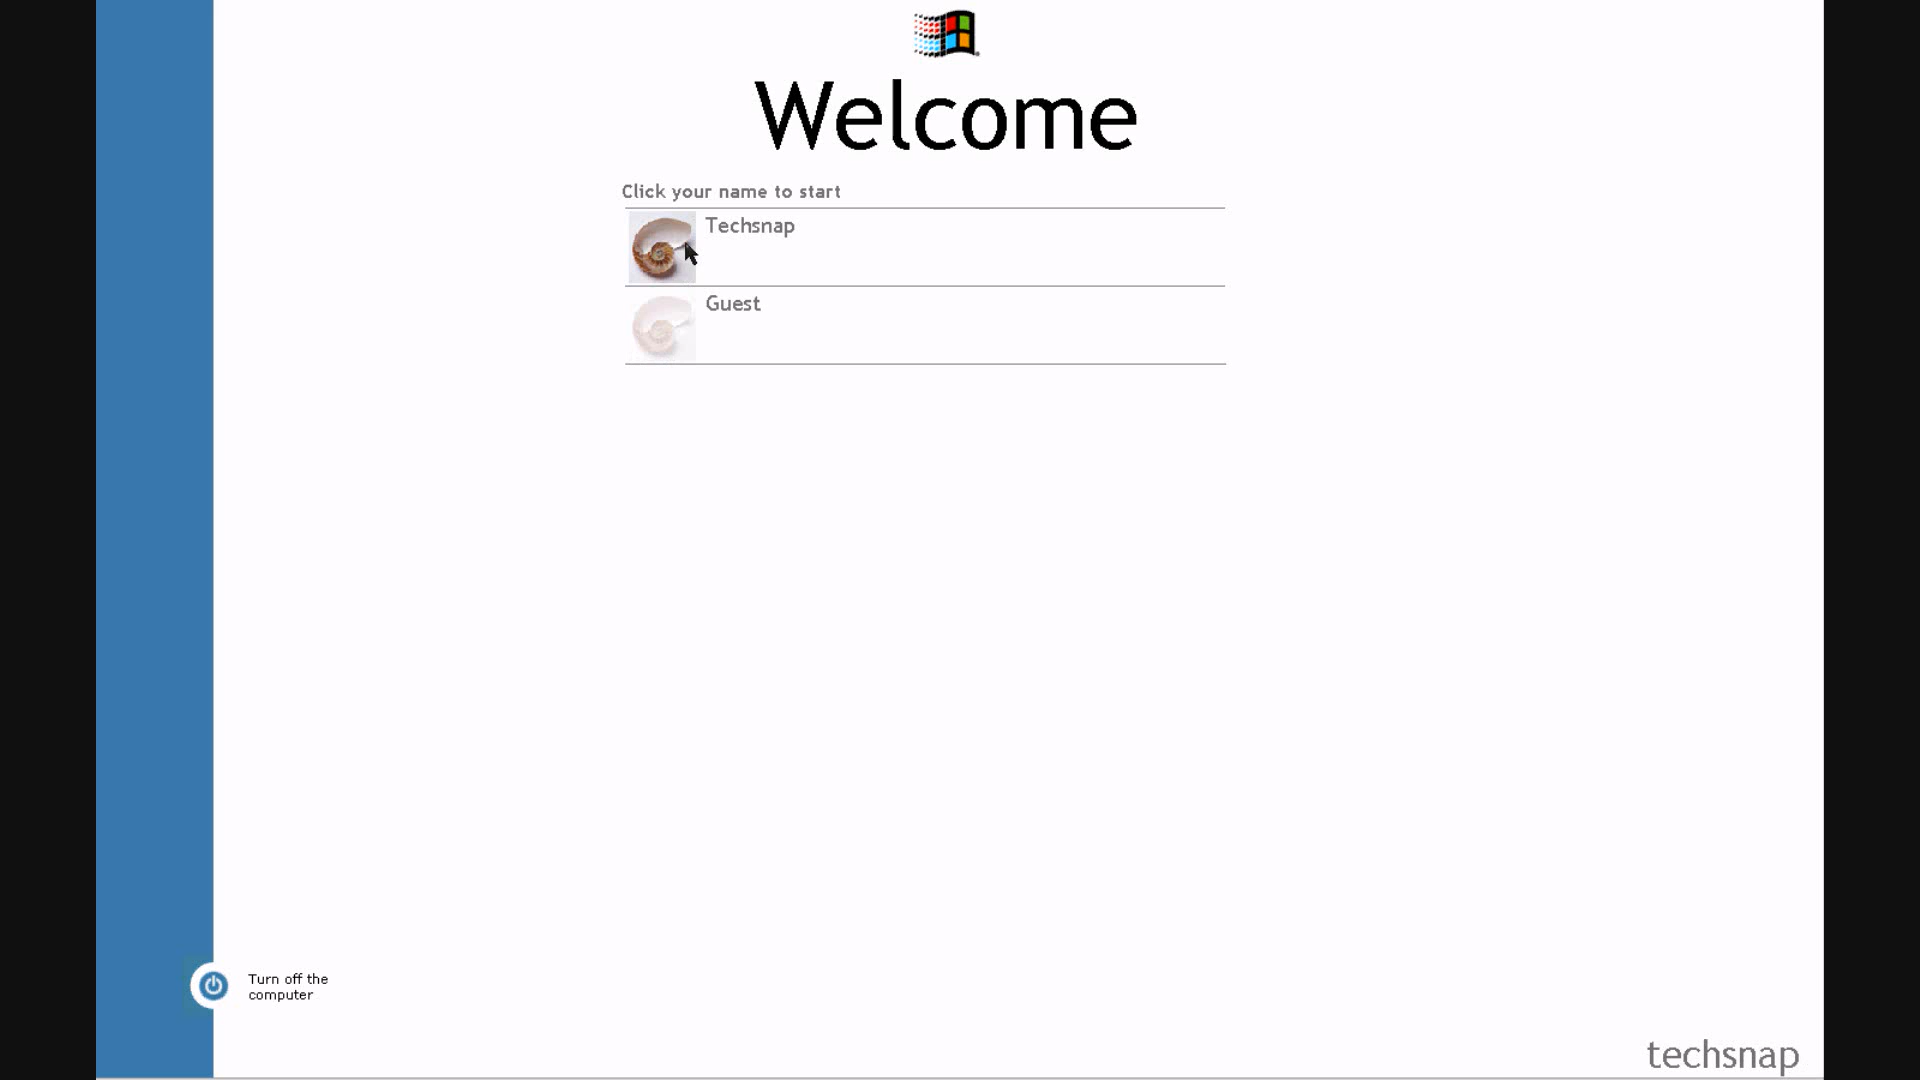 Welcome
Click your name to start
Techsnap
Guest
Turn off the
computer
techsnap